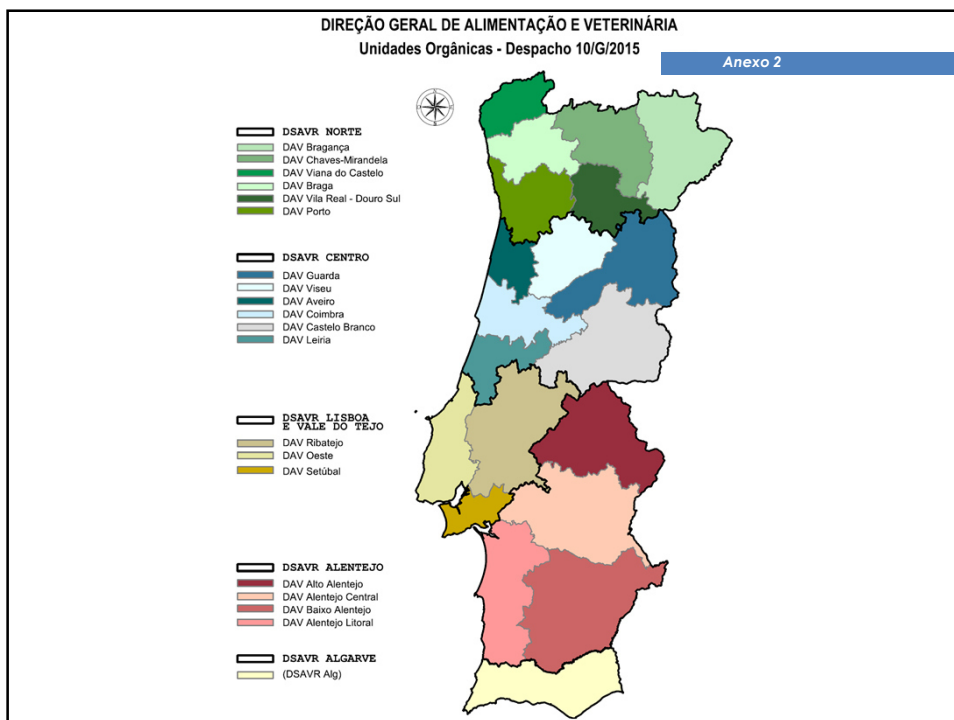 DIREÇÃO GERAL DE ALIMENTAÇÃO E VETERINÁRIA
Unidades Orgânicas - Despacho 10/G/2015
Anexo 2
DSAVR NORTE
DAV Bragança
DAV Chaves-Mirandela
DAV Viana do Castelo
DAV Braga
DAV Vila Real - Douro Sul
DAV Porto
DSAVR CENTRO
DAV Guarda
DAV Viseu
DAV Aveiro
DAV Coimbra
DAV Castelo Branco
DAV Leiria
DSAVR LISBOA
E VALE DO TEJO
DAV Ribatejo
DAV Oeste
DAV Setúbal
DSAVR ALENTEJO
DAV Alto Alentejo
DAV Alentejo Central
DAV Baixo Alentejo
DAV Alentejo Litoral
DSAVR ALGARVE
(DSAVR Alg)